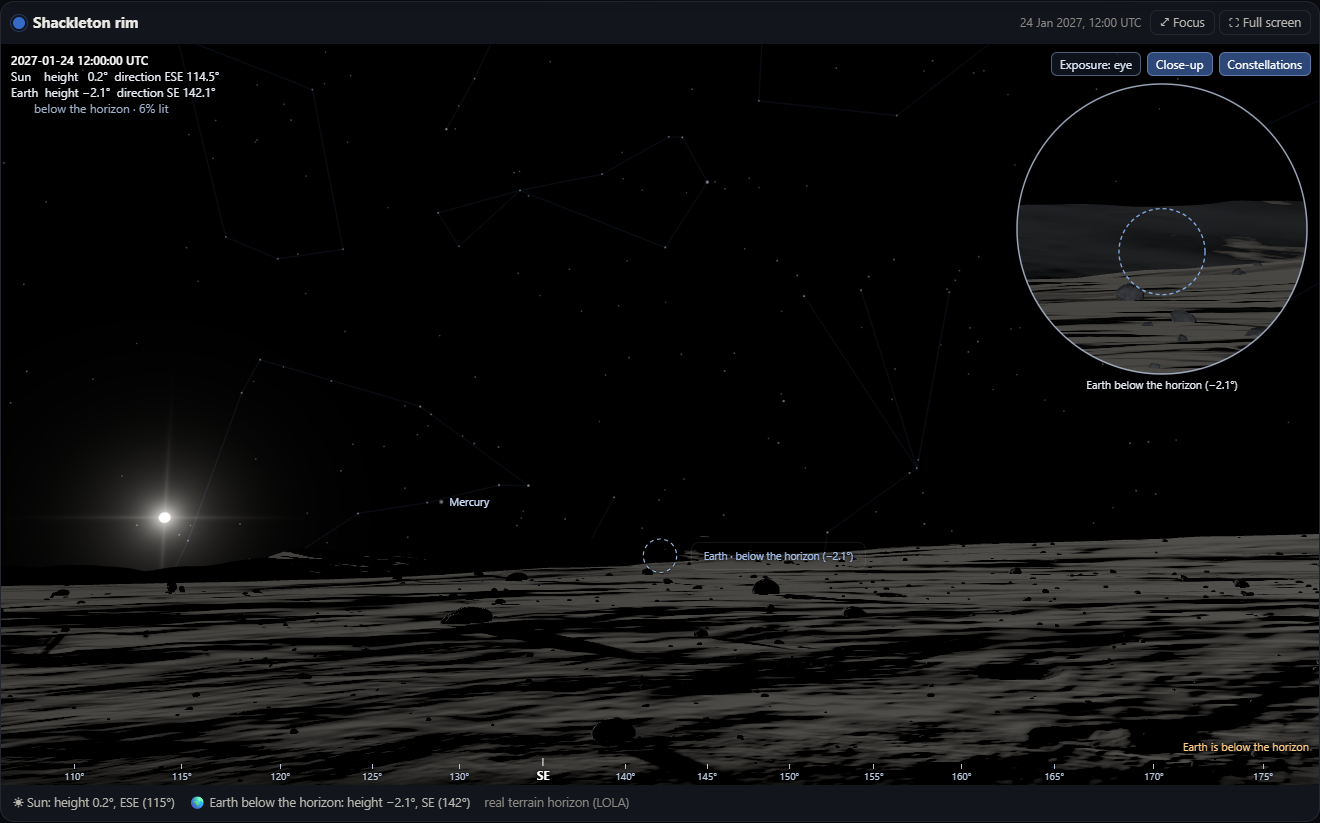 Shackleton rim
24 Jan 2027, 12:00 UTC
Focus
Full screen
2027-01-24 12:00:00 UTC
Sun height 0.2° direction ESE 114.5°
Earth height −2.1° direction SE 142.1°
below the horizon · 6% lit
Exposure: eye
Close-up
Constellations
Earth below the horizon (−2.1°)
Mercury
Earth · below the horizon (−2.1°)
Earth is below the horizon
110° 115° 120° 125° 130° SE 140° 145° 150° 155° 160° 165° 170° 175°
Sun: height 0.2°, ESE (115°) Earth below the horizon: height −2.1°, SE (142°) real terrain horizon (LOLA)